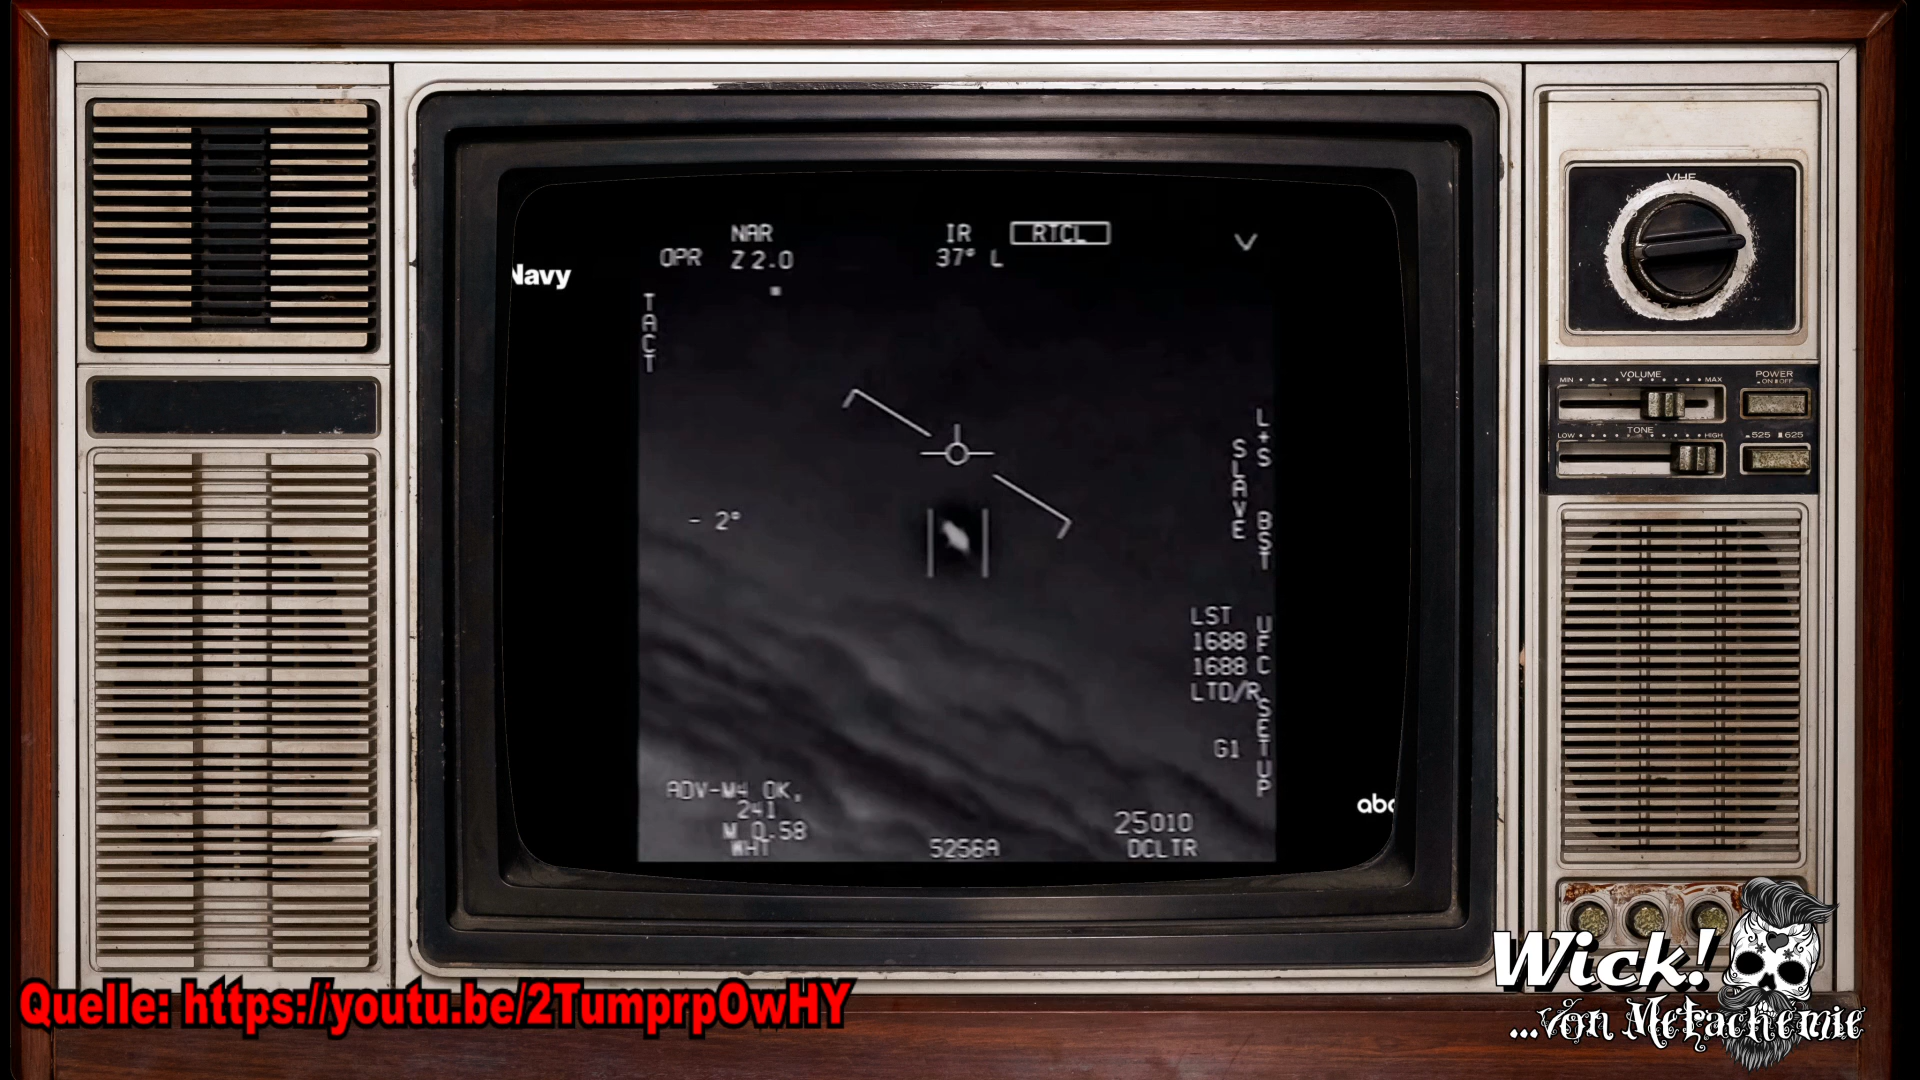 NAR
IR
RTCL
OPR
Z 2.0
37° L
Navy
TACT
L+S
SLAVE
BST
- 2°
LST
1688
1688
LTD/R
UFC
SETUP
G1
ADV-M4 OK,
241
M 0.58
WHT
5256A
25010
DCLTR
abc
VHF
VOLUME
MIN
MAX
POWER
ON OFF
TONE
LOW
HIGH
525 625
Quelle: https://youtu.be/2TumprpOwHY
Wick!
...von Metachemie